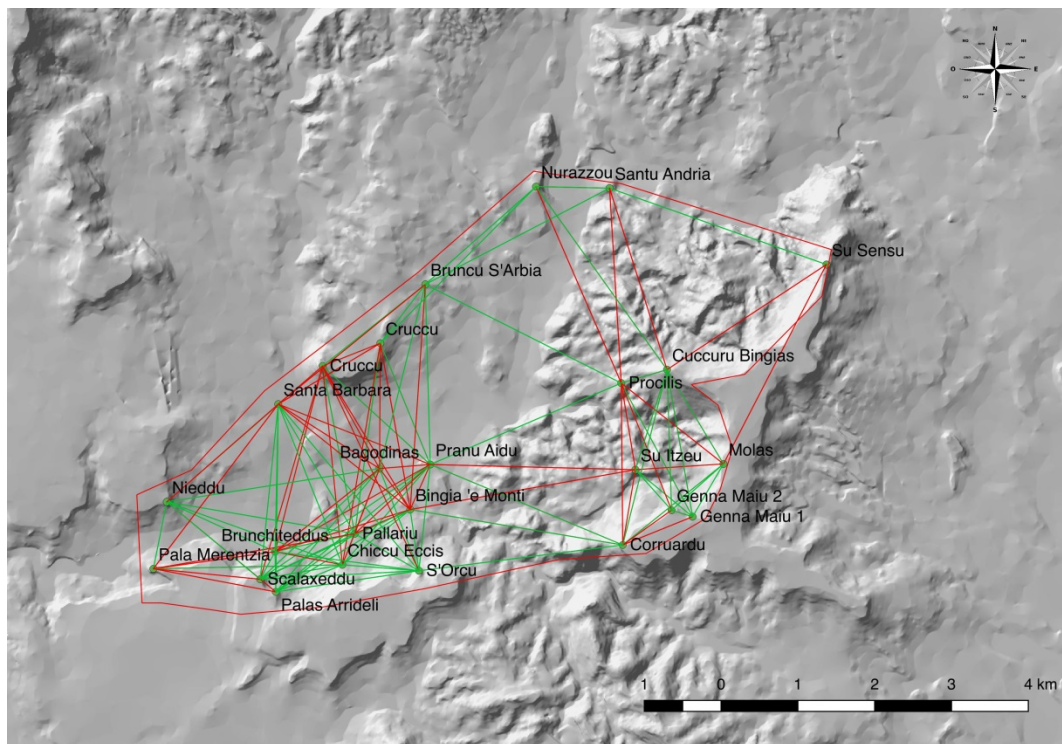 N
O
E
S
Nurazzou
Santu Andria
Su Sensu
Bruncu S'Arbia
Cruccu
Cuccuru Bingias
Cruccu
Procilis
Santa Barbara
Bagodinas
Pranu Aidu
Su Itzeu
Molas
Nieddu
Bingia 'e Monti
Genna Maiu 2
Genna Maiu 1
Brunchiteddus
Pallariu
Corruardu
Pala Merentzia
Chiccu Eccis
Scalaxeddu
S'Orcu
Palas Arrideli
1 0 1 2 3 4 km